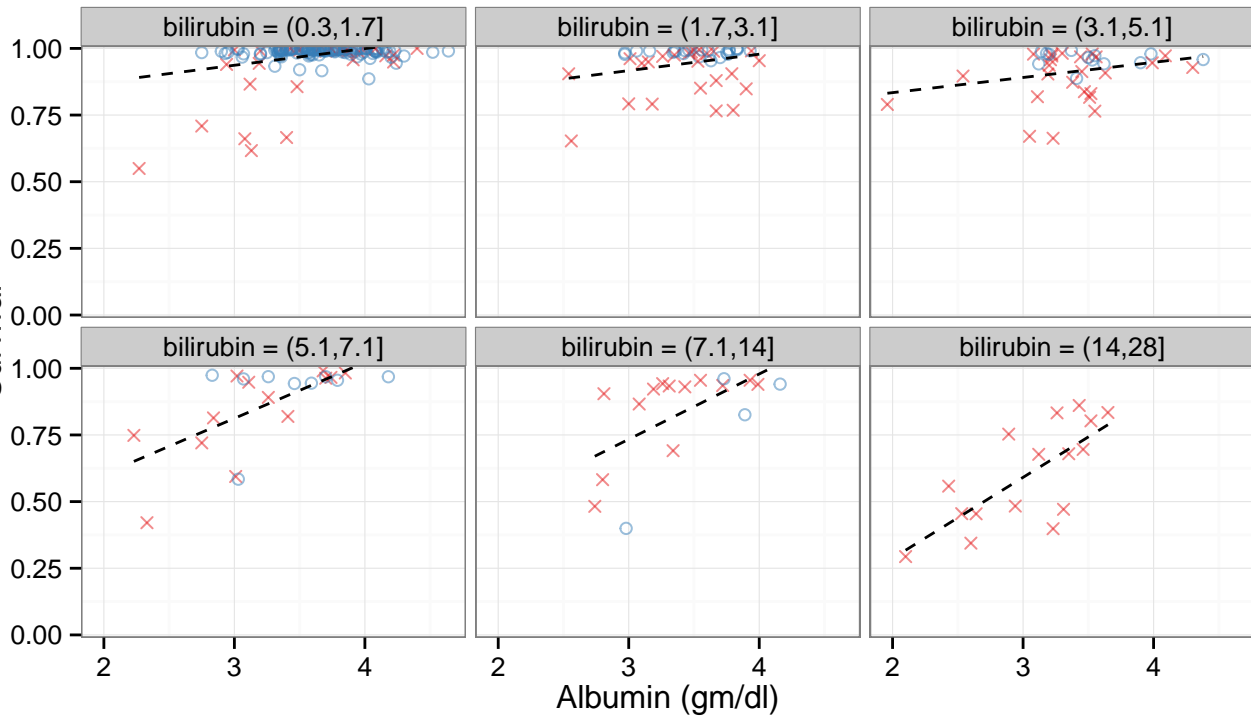 bilirubin = (0.3,1.7] bilirubin = (1.7,3.1] bilirubin = (3.1,5.1]
1.00
0.75
0.50
0.25
0.00
bilirubin = (5.1,7.1] bilirubin = (7.1,14] bilirubin = (14,28]
1.00
0.75
0.50
0.25
0.00
2 3 4 2 3 4 2 3 4
Albumin (gm/dl)